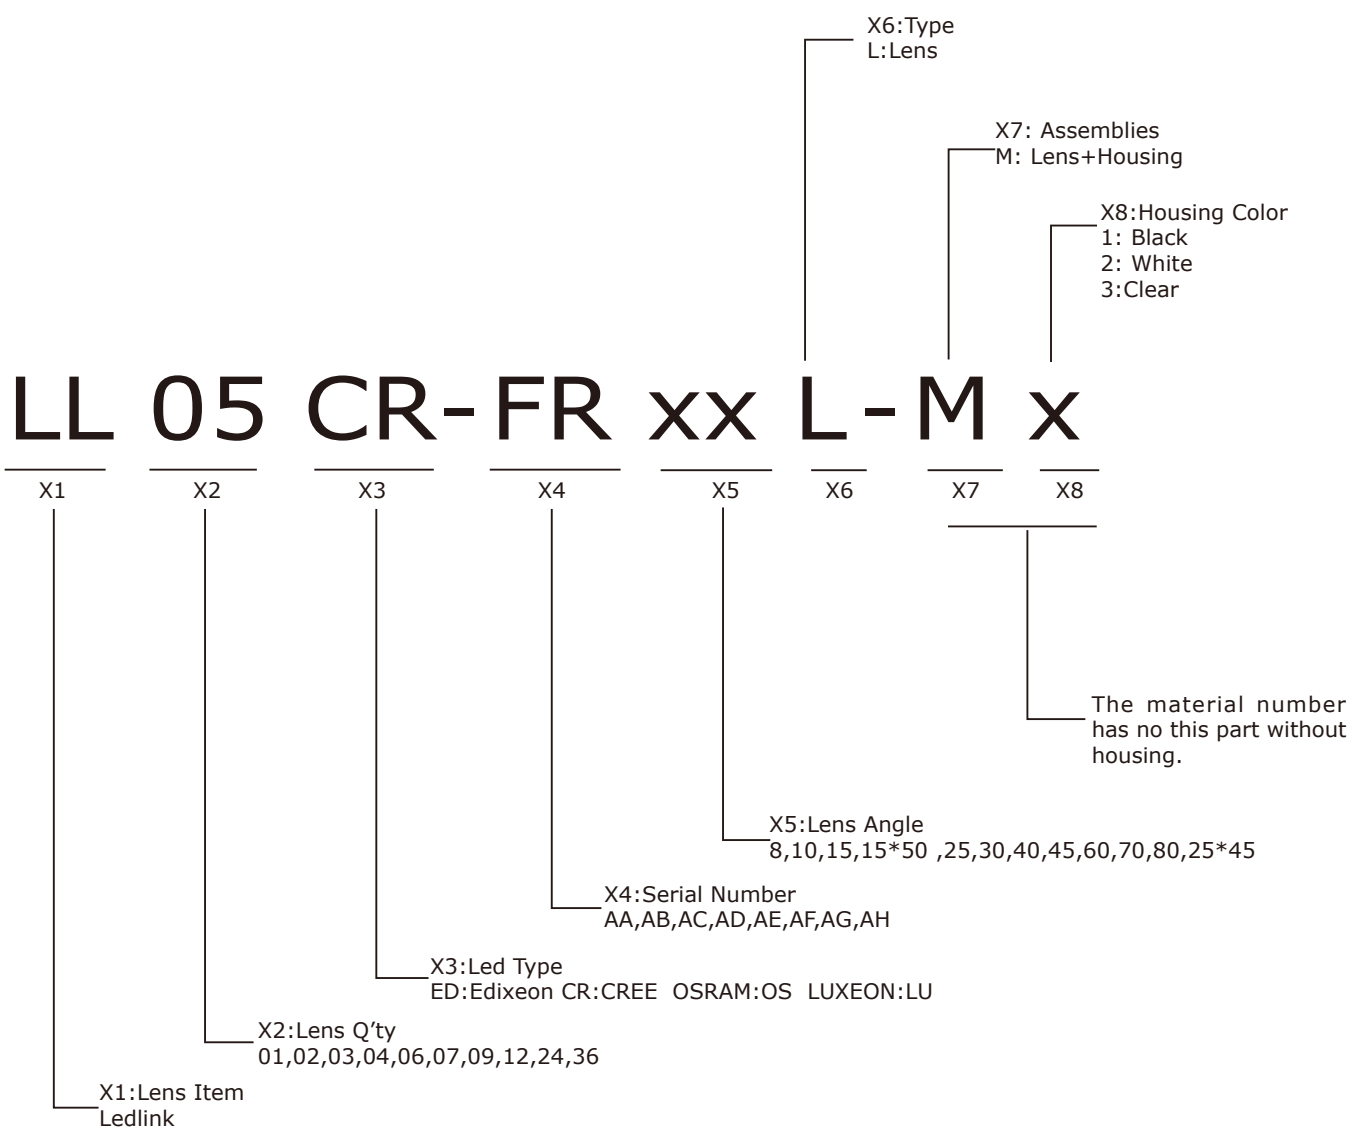 X6:Type
L:Lens
X7: Assemblies
M: Lens+Housing
X8:Housing Color
1: Black
2: White
3:Clear
LL 05 CR-FR xx L-M x
X1 X2 X3 X4 X5 X6 X7 X8
The material number
has no this part without
housing.
X5:Lens Angle
8,10,15,15*50 ,25,30,40,45,60,70,80,25*45
X4:Serial Number
AA,AB,AC,AD,AE,AF,AG,AH
X3:Led Type
ED:Edixeon CR:CREE OSRAM:OS LUXEON:LU
X2:Lens Q’ty
01,02,03,04,06,07,09,12,24,36
X1:Lens Item
Ledlink